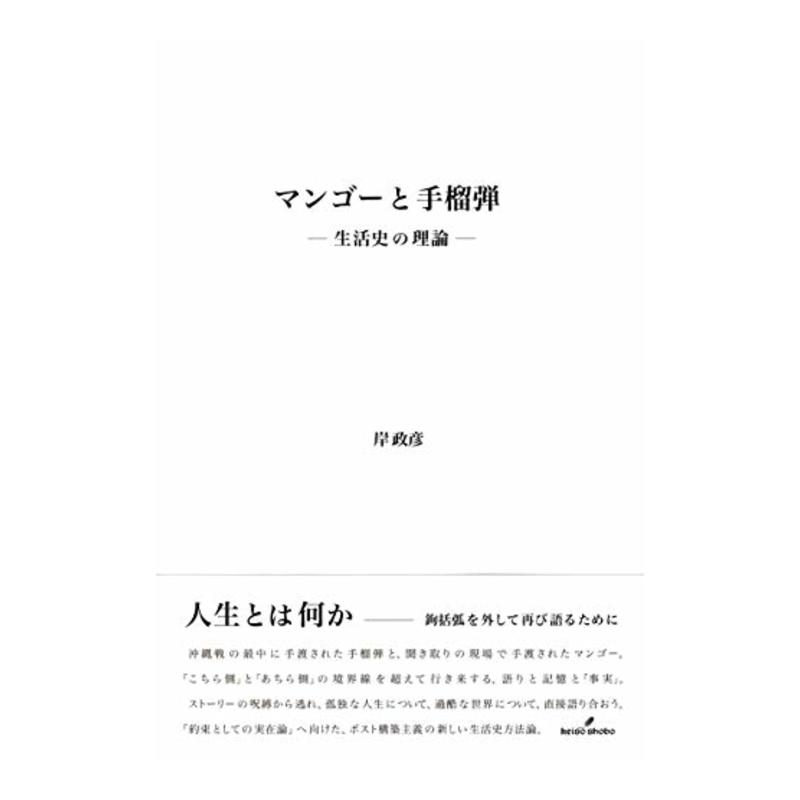 マンゴーと手榴弾
― 生活史の理論 ―
岸政彦
人生とは何か ―― 鉤括弧を外して再び語るために
沖縄戦の最中に手渡された手榴弾と、聞き取りの現場で手渡されたマンゴー。
「こちら側」と「あちら側」の境界線を超えて行き来する、語りと記憶と「事実」。
ストーリーの呪縛から逃れ、孤独な人生について、過酷な世界について、直接語り合おう。
「約束としての実在論」へ向けた、ポスト構築主義の新しい生活史方法論。
keiso shobo